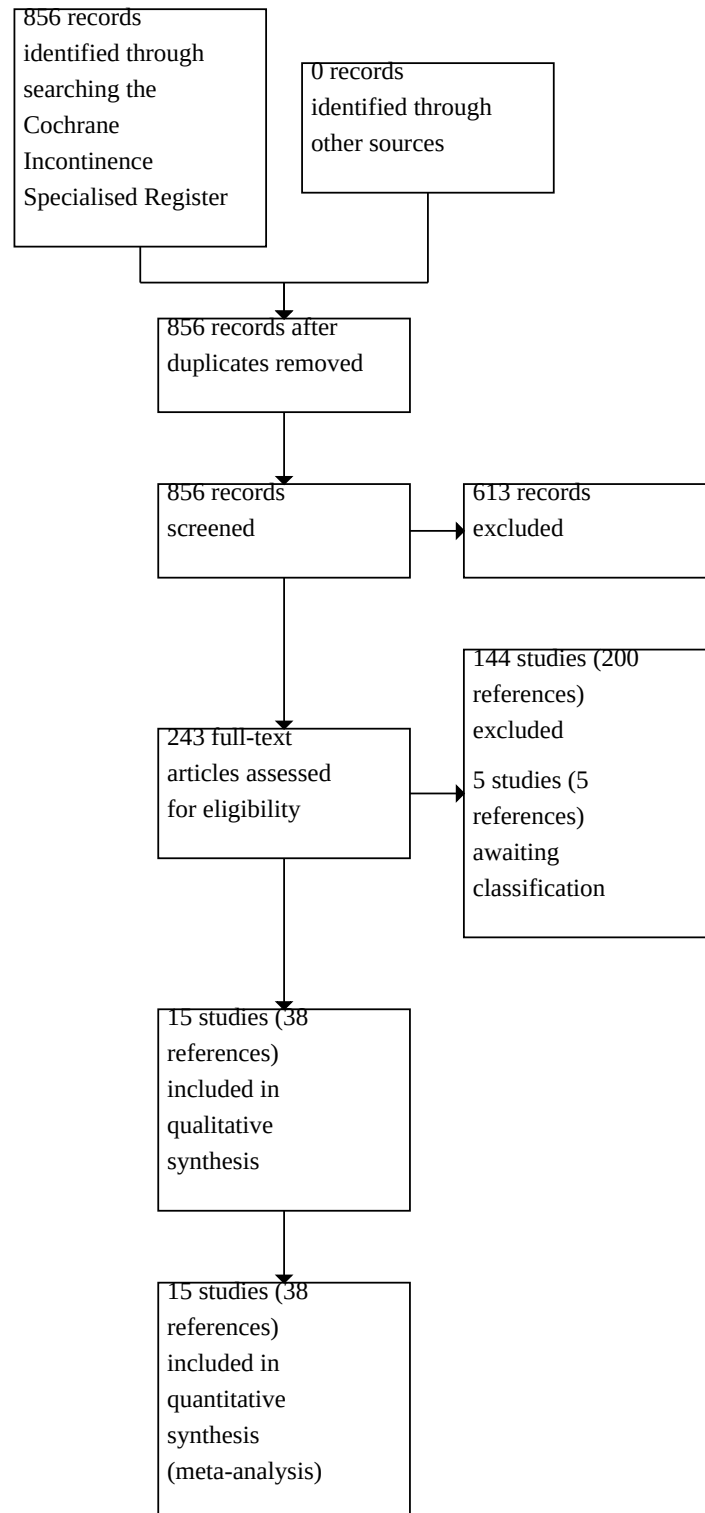 856 records
identified through
searching the
Cochrane
Incontinence
Specialised Register
0 records
identified through
other sources
856 records after
duplicates removed
856 records
screened
613 records
excluded
243 full-text
articles assessed
for eligibility
144 studies (200
references)
excluded
5 studies (5
references)
awaiting
classification
15 studies (38
references)
included in
qualitative
synthesis
15 studies (38
references)
included in
quantitative
synthesis
(meta-analysis)